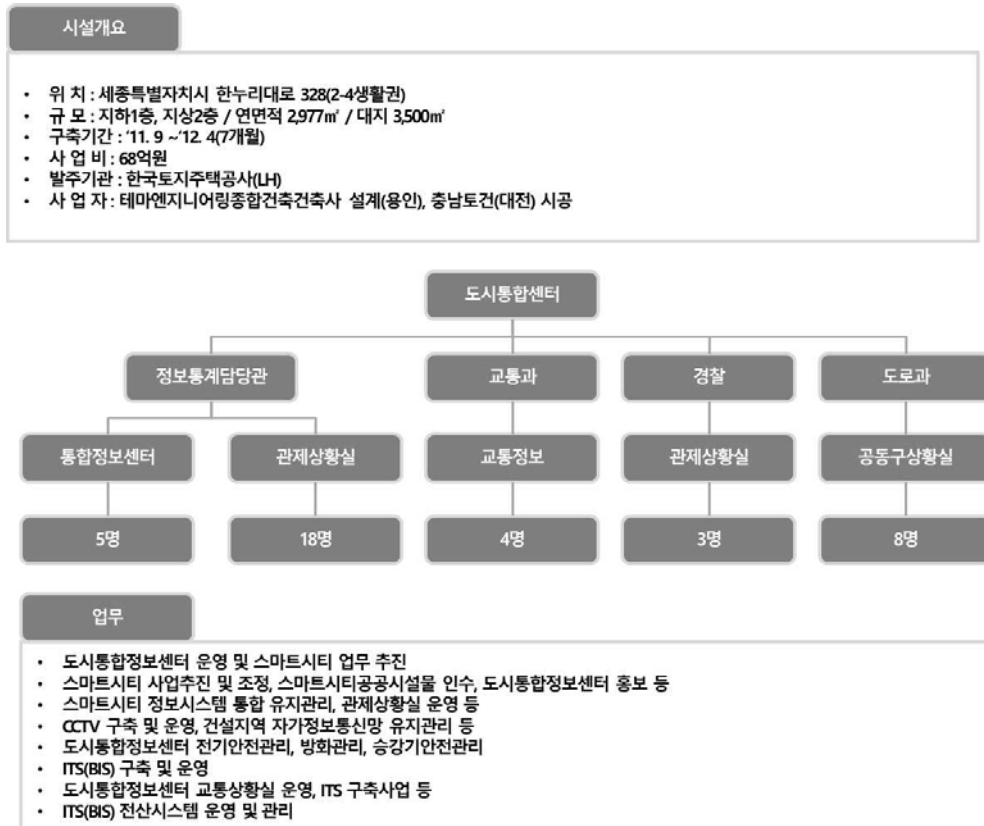 시설개요
• 위 치 : 세종특별자치시 한누리대로 328(2-4생활권)
• 규 모 : 지하1층, 지상2층 / 연면적 2,977㎡ / 대지 3,500㎡
• 구축기간 : '11. 9 ~'12. 4(7개월)
• 사 업 비 : 68억원
• 발주기관 : 한국토지주택공사(LH)
• 사 업 자 : 테마엔지니어링종합건축건축사 설계(용인), 충남토건(대전) 시공
도시통합센터
정보통계담당관 교통과 경찰 도로과
통합정보센터 관제상황실 교통정보 관제상황실 공동구상황실
5명 18명 4명 3명 8명
업무
• 도시통합정보센터 운영 및 스마트시티 업무 추진
• 스마트시티 사업추진 및 조정, 스마트시티공공시설물 인수, 도시통합정보센터 홍보 등
• 스마트시티 정보시스템 통합 유지관리, 관제상황실 운영 등
• CCTV 구축 및 운영, 건설지역 자가정보통신망 유지관리 등
• 도시통합정보센터 전기안전관리, 방화관리, 승강기안전관리
• ITS(BIS) 구축 및 운영
• 도시통합정보센터 교통상황실 운영, ITS 구축사업 등
• ITS(BIS) 전산시스템 운영 및 관리